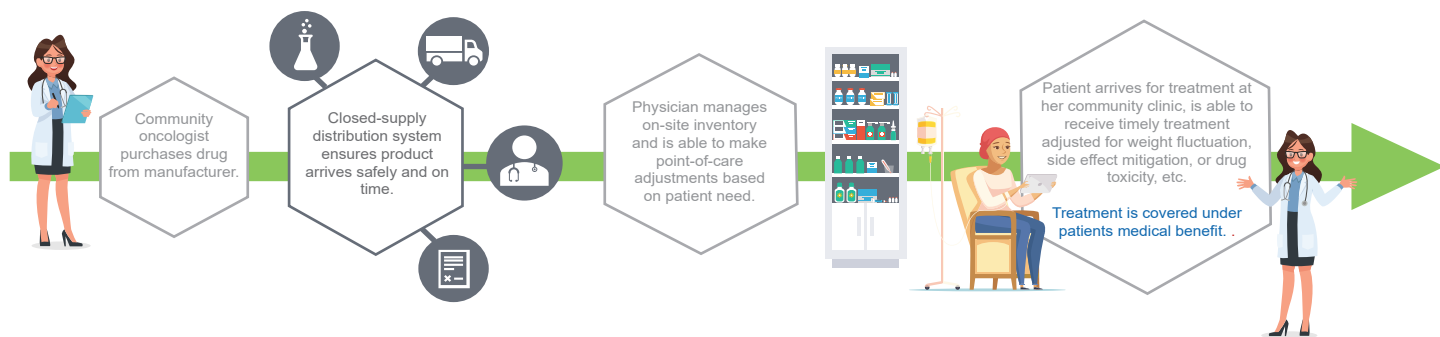 Community
oncologist
purchases drug
from manufacturer.
Closed-supply
distribution system
ensures product
arrives safely and on
time.
Physician manages
on-site inventory
and is able to make
point-of-care
adjustments based
on patient need.
Patient arrives for treatment at
her community clinic, is able to
receive timely treatment
adjusted for weight fluctuation,
side effect mitigation, or drug
toxicity, etc.
Treatment is covered under
patients medical benefit. .